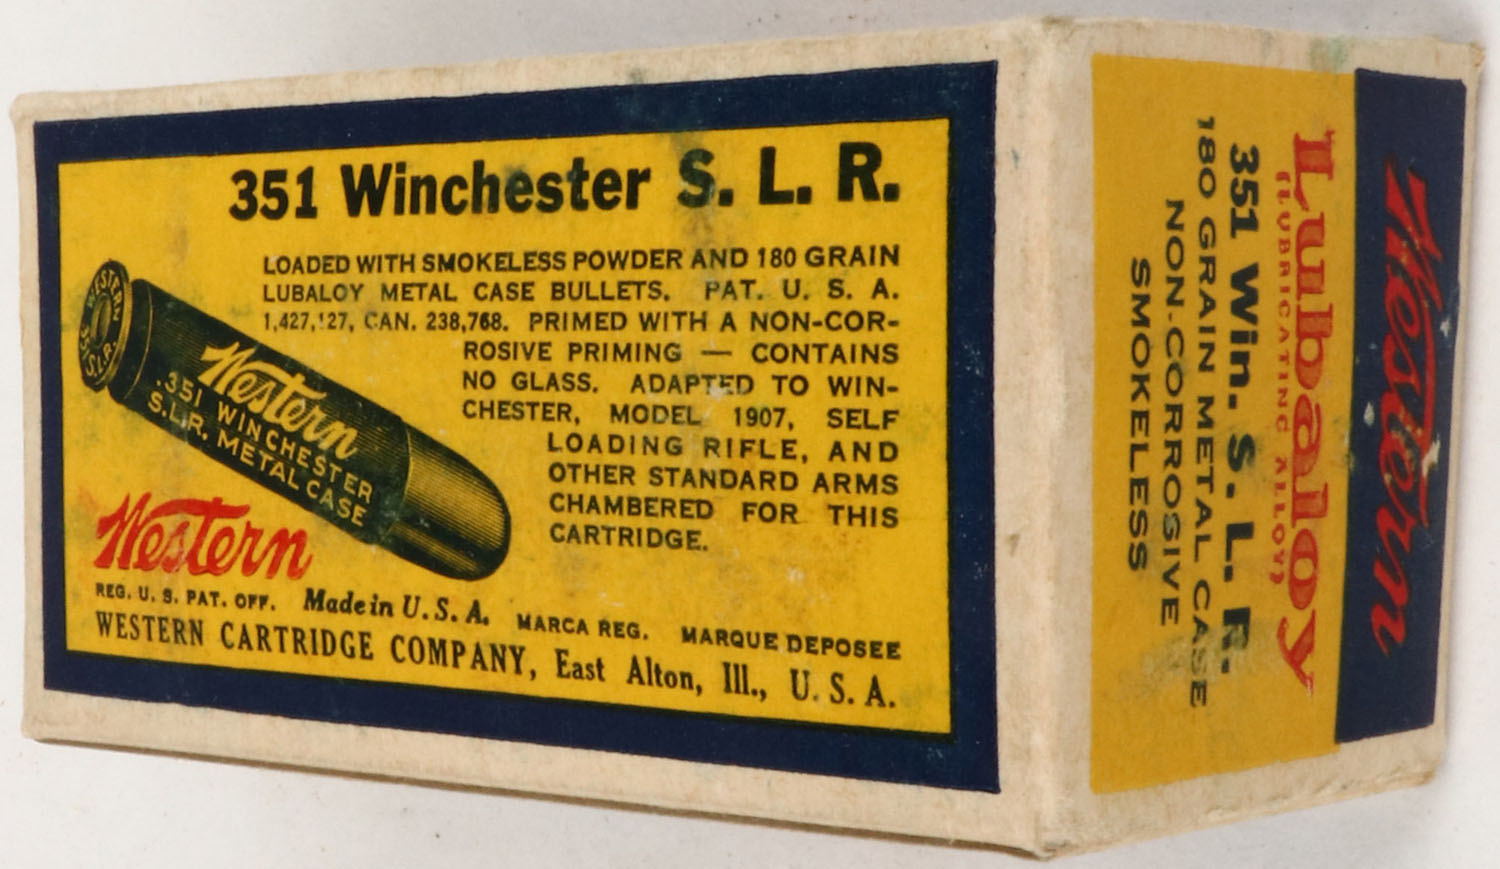 351 Winchester S. L. R.
LOADED WITH SMOKELESS POWDER AND 180 GRAIN
LUBALOY METAL CASE BULLETS. PAT. U. S. A.
1,427,127, CAN. 238,768. PRIMED WITH A NON-COR-
ROSIVE PRIMING — CONTAINS
NO GLASS. ADAPTED TO WIN-
CHESTER, MODEL 1907, SELF
LOADING RIFLE, AND
OTHER STANDARD ARMS
CHAMBERED FOR THIS
CARTRIDGE.
WESTERN
351 S.L.R.
Western
.351 WINCHESTER
S.L.R. METAL CASE
Western
REG. U. S. PAT. OFF. Made in U. S. A. MARCA REG. MARQUE DEPOSEE
WESTERN CARTRIDGE COMPANY, East Alton, Ill., U. S. A.
Western
Lubaloy
(LUBRICATING ALLOY)
351 Win. S. L. R.
180 GRAIN METAL CASE
NON-CORROSIVE
SMOKELESS